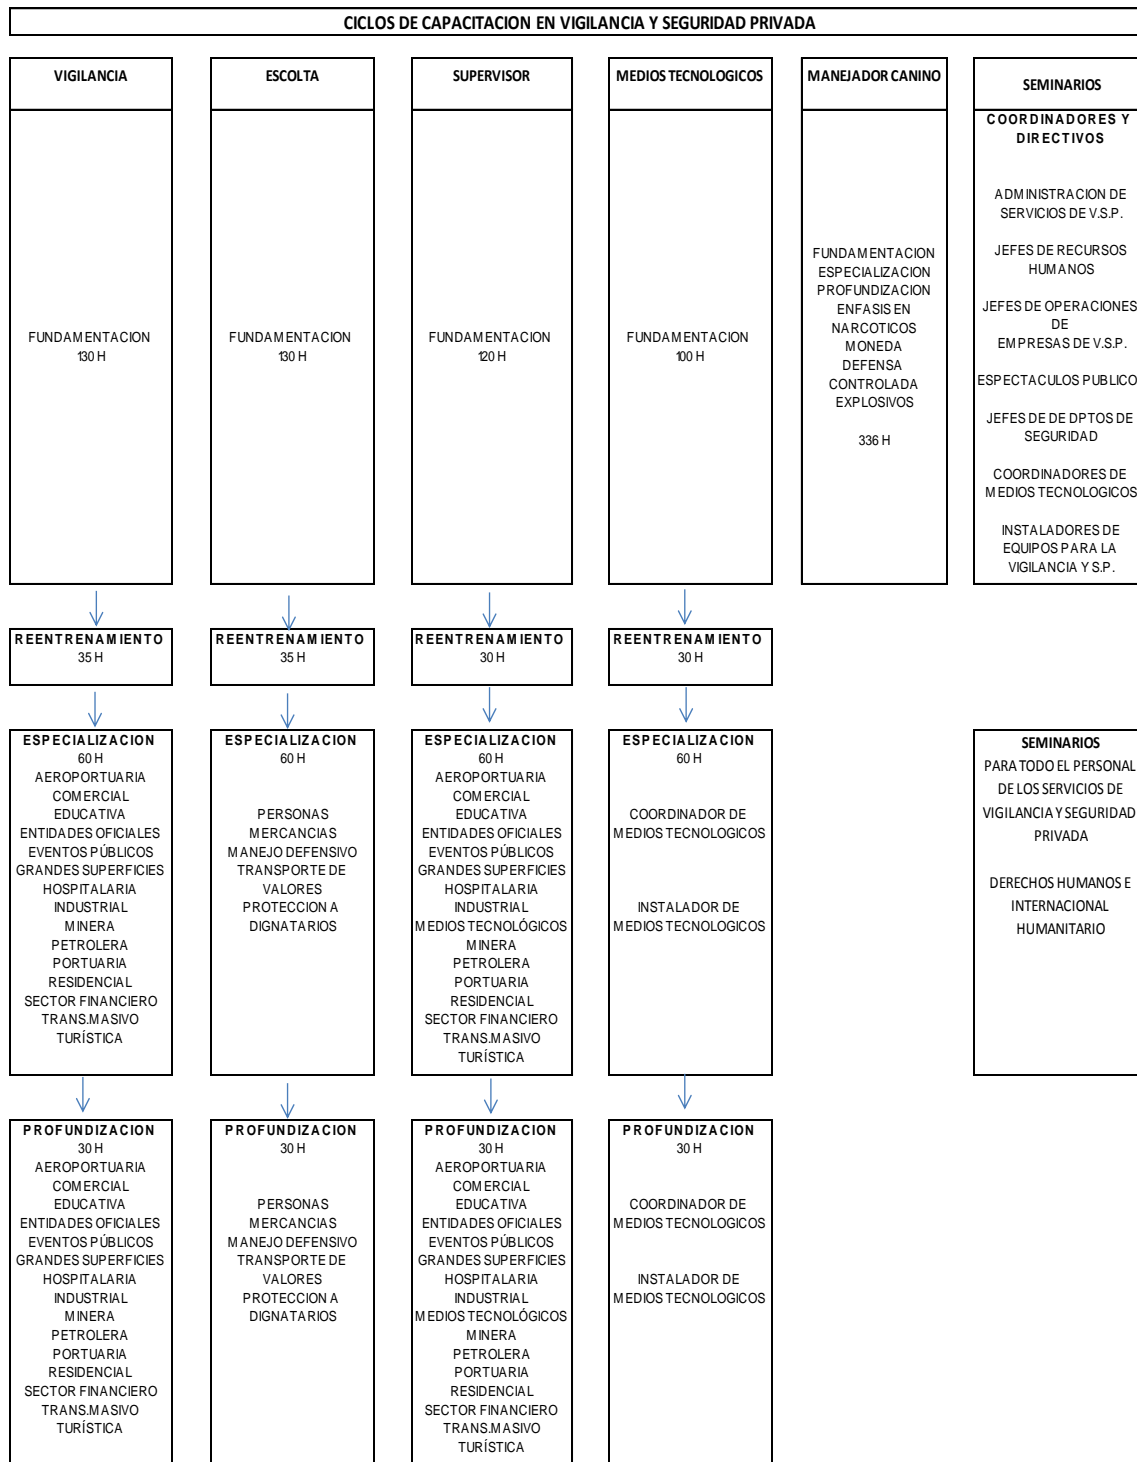 CICLOS DE CAPACITACION EN VIGILANCIA Y SEGURIDAD PRIVADA
VIGILANCIA
FUNDAMENTACION
130 H
REENTRENAMIENTO
35 H
ESPECIALIZACION
60 H
AEROPORTUARIA
COMERCIAL
EDUCATIVA
ENTIDADES OFICIALES
EVENTOS PÚBLICOS
GRANDES SUPERFICIES
HOSPITALARIA
INDUSTRIAL
MINERA
PETROLERA
PORTUARIA
RESIDENCIAL
SECTOR FINANCIERO
TRANS.MASIVO
TURÍSTICA
PROFUNDIZACION
30 H
AEROPORTUARIA
COMERCIAL
EDUCATIVA
ENTIDADES OFICIALES
EVENTOS PÚBLICOS
GRANDES SUPERFICIES
HOSPITALARIA
INDUSTRIAL
MINERA
PETROLERA
PORTUARIA
RESIDENCIAL
SECTOR FINANCIERO
TRANS.MASIVO
TURÍSTICA
ESCOLTA
FUNDAMENTACION
130 H
REENTRENAMIENTO
35 H
ESPECIALIZACION
60 H
PERSONAS
MERCANCIAS
MANEJO DEFENSIVO
TRANSPORTE DE
VALORES
PROTECCION A
DIGNATARIOS
PROFUNDIZACION
30 H
PERSONAS
MERCANCIAS
MANEJO DEFENSIVO
TRANSPORTE DE
VALORES
PROTECCION A
DIGNATARIOS
SUPERVISOR
FUNDAMENTACION
120 H
REENTRENAMIENTO
30 H
ESPECIALIZACION
60 H
AEROPORTUARIA
COMERCIAL
EDUCATIVA
ENTIDADES OFICIALES
EVENTOS PÚBLICOS
GRANDES SUPERFICIES
HOSPITALARIA
INDUSTRIAL
MEDIOS TECNOLÓGICOS
MINERA
PETROLERA
PORTUARIA
RESIDENCIAL
SECTOR FINANCIERO
TRANS.MASIVO
TURÍSTICA
PROFUNDIZACION
30 H
AEROPORTUARIA
COMERCIAL
EDUCATIVA
ENTIDADES OFICIALES
EVENTOS PÚBLICOS
GRANDES SUPERFICIES
HOSPITALARIA
INDUSTRIAL
MEDIOS TECNOLÓGICOS
MINERA
PETROLERA
PORTUARIA
RESIDENCIAL
SECTOR FINANCIERO
TRANS.MASIVO
TURÍSTICA
MEDIOS TECNOLOGICOS
FUNDAMENTACION
100 H
REENTRENAMIENTO
30 H
ESPECIALIZACION
60 H
COORDINADOR DE
MEDIOS TECNOLOGICOS
INSTALADOR DE
MEDIOS TECNOLOGICOS
PROFUNDIZACION
30 H
COORDINADOR DE
MEDIOS TECNOLOGICOS
INSTALADOR DE
MEDIOS TECNOLOGICOS
MANEJADOR CANINO
FUNDAMENTACION
ESPECIALIZACION
PROFUNDIZACION
ENFASIS EN
NARCOTICOS
MONEDA
DEFENSA
CONTROLADA
EXPLOSIVOS
336 H
SEMINARIOS
COORDINADORES Y
DIRECTIVOS
ADMINISTRACION DE
SERVICIOS DE V.S.P.
JEFES DE RECURSOS
HUMANOS
JEFES DE OPERACIONES
DE
EMPRESAS DE V.S.P.
ESPECTACULOS PUBLICO
JEFES DE DE DPTOS DE
SEGURIDAD
COORDINADORES DE
MEDIOS TECNOLOGICOS
INSTALADORES DE
EQUIPOS PARA LA
VIGILANCIA Y S.P.
SEMINARIOS
PARA TODO EL PERSONAL
DE LOS SERVICIOS DE
VIGILANCIA Y SEGURIDAD
PRIVADA
DERECHOS HUMANOS E
INTERNACIONAL
HUMANITARIO